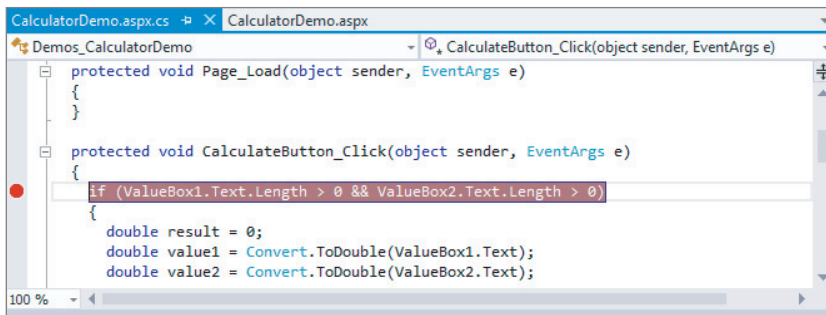 CalculatorDemo.aspx.cs CalculatorDemo.aspx
Demos_CalculatorDemo CalculateButton_Click(object sender, EventArgs e)
protected void Page_Load(object sender, EventArgs e)
{
}
protected void CalculateButton_Click(object sender, EventArgs e)
{
if (ValueBox1.Text.Length > 0 && ValueBox2.Text.Length > 0)
{
double result = 0;
double value1 = Convert.ToDouble(ValueBox1.Text);
double value2 = Convert.ToDouble(ValueBox2.Text);
100 %